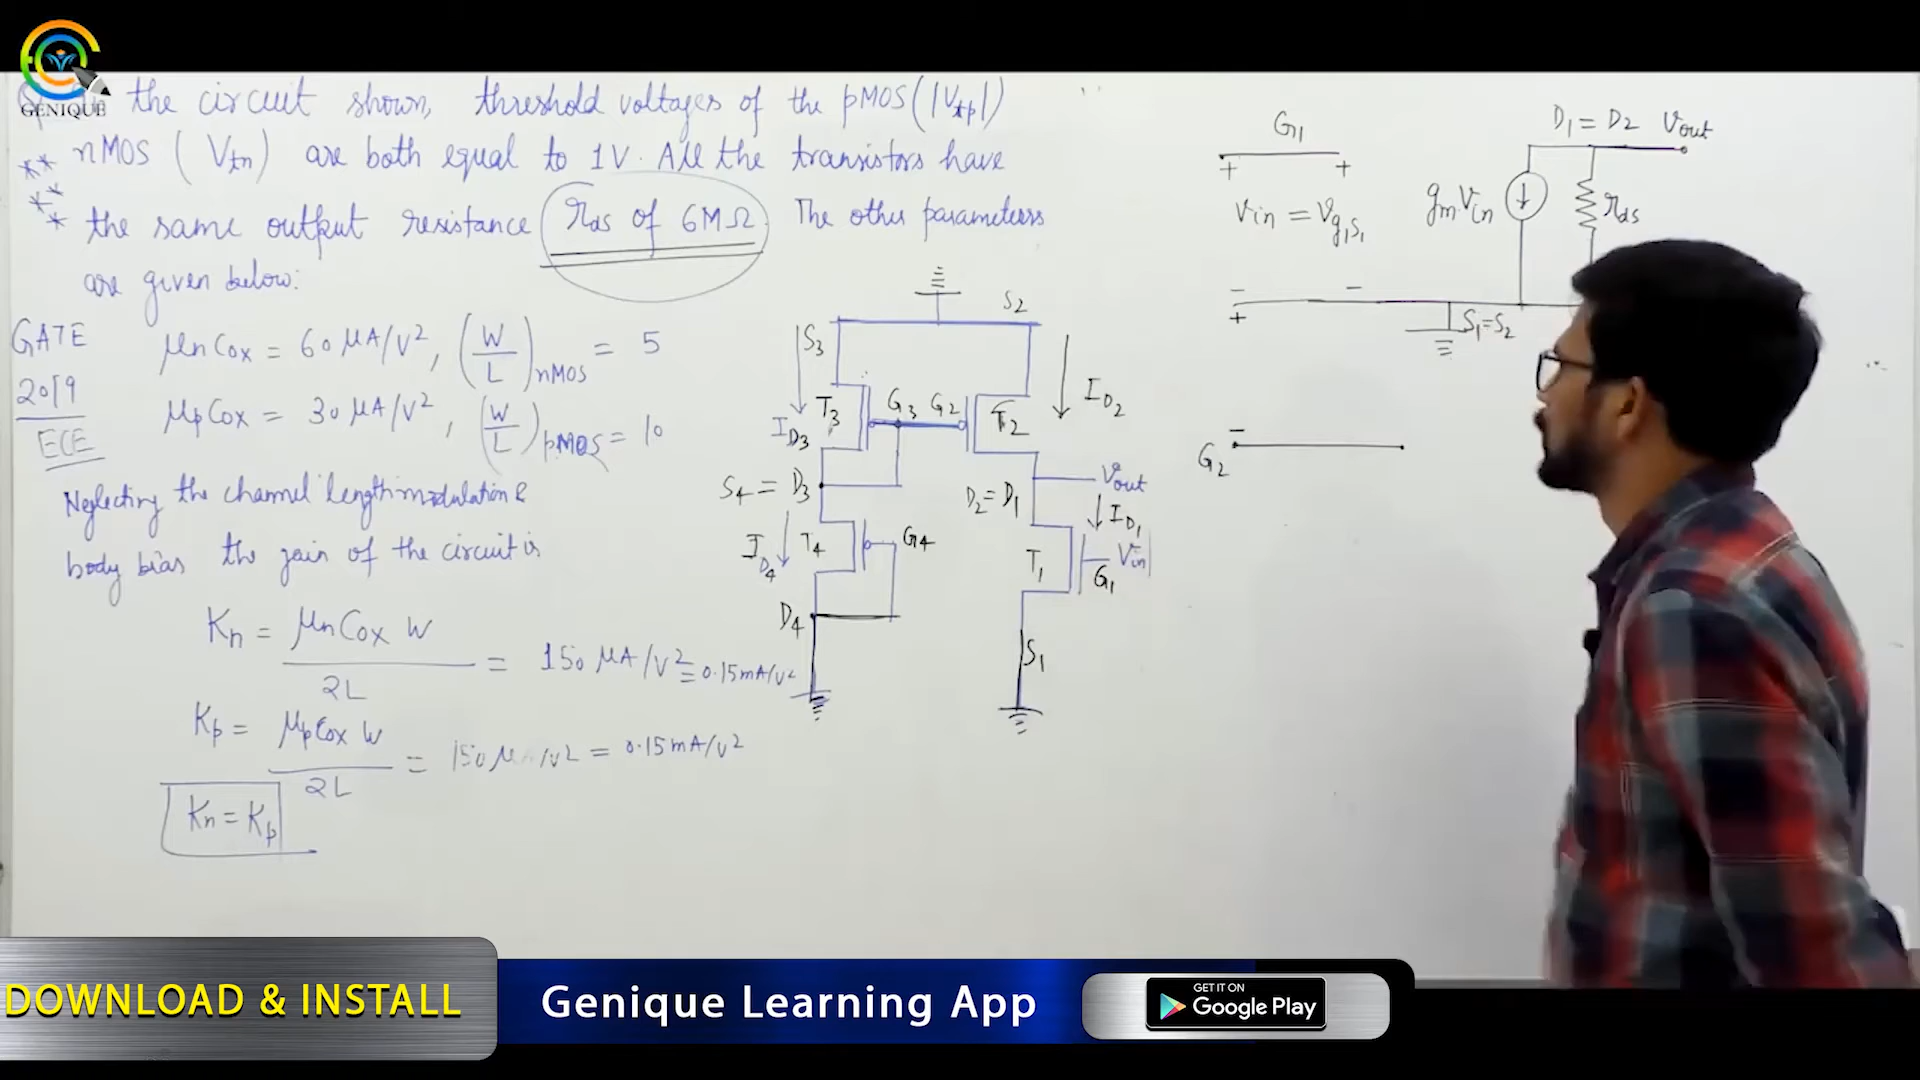 GENIQUE
the circuit shown, threshold voltages of the pMOS (|Vtp|)
** nMOS ( Vtn) are both equal to 1V. All the transistors have
*** the same output resistance rds of 6MΩ. The other parameters
are given below:
GATE
2019
ECE
μnCox = 60 μA/V², (W/L)nMOS = 5
μpCox = 30 μA/V², (W/L)pMOS = 10
Neglecting the channel length modulation &
body bias the gain of the circuit is
Kn = μnCox W / 2L = 150 μA/V² = 0.15mA/V²
Kp = μpCox W / 2L = 150 μA/V² = 0.15mA/V²
Kn = Kp
S2
S3
T3
G3 G2
T2
ID2
ID3
S4 = D3
D2 = D1
Vout
ID1
ID4
T4
G4
T1
G1
Vin
D4
S1
G1
D1 = D2 Vout
+ +
Vin = Vg1s1
gmVin
rds
- -
+
S1 = S2
-
G2
DOWNLOAD & INSTALL
Genique Learning App
GET IT ON
Google Play